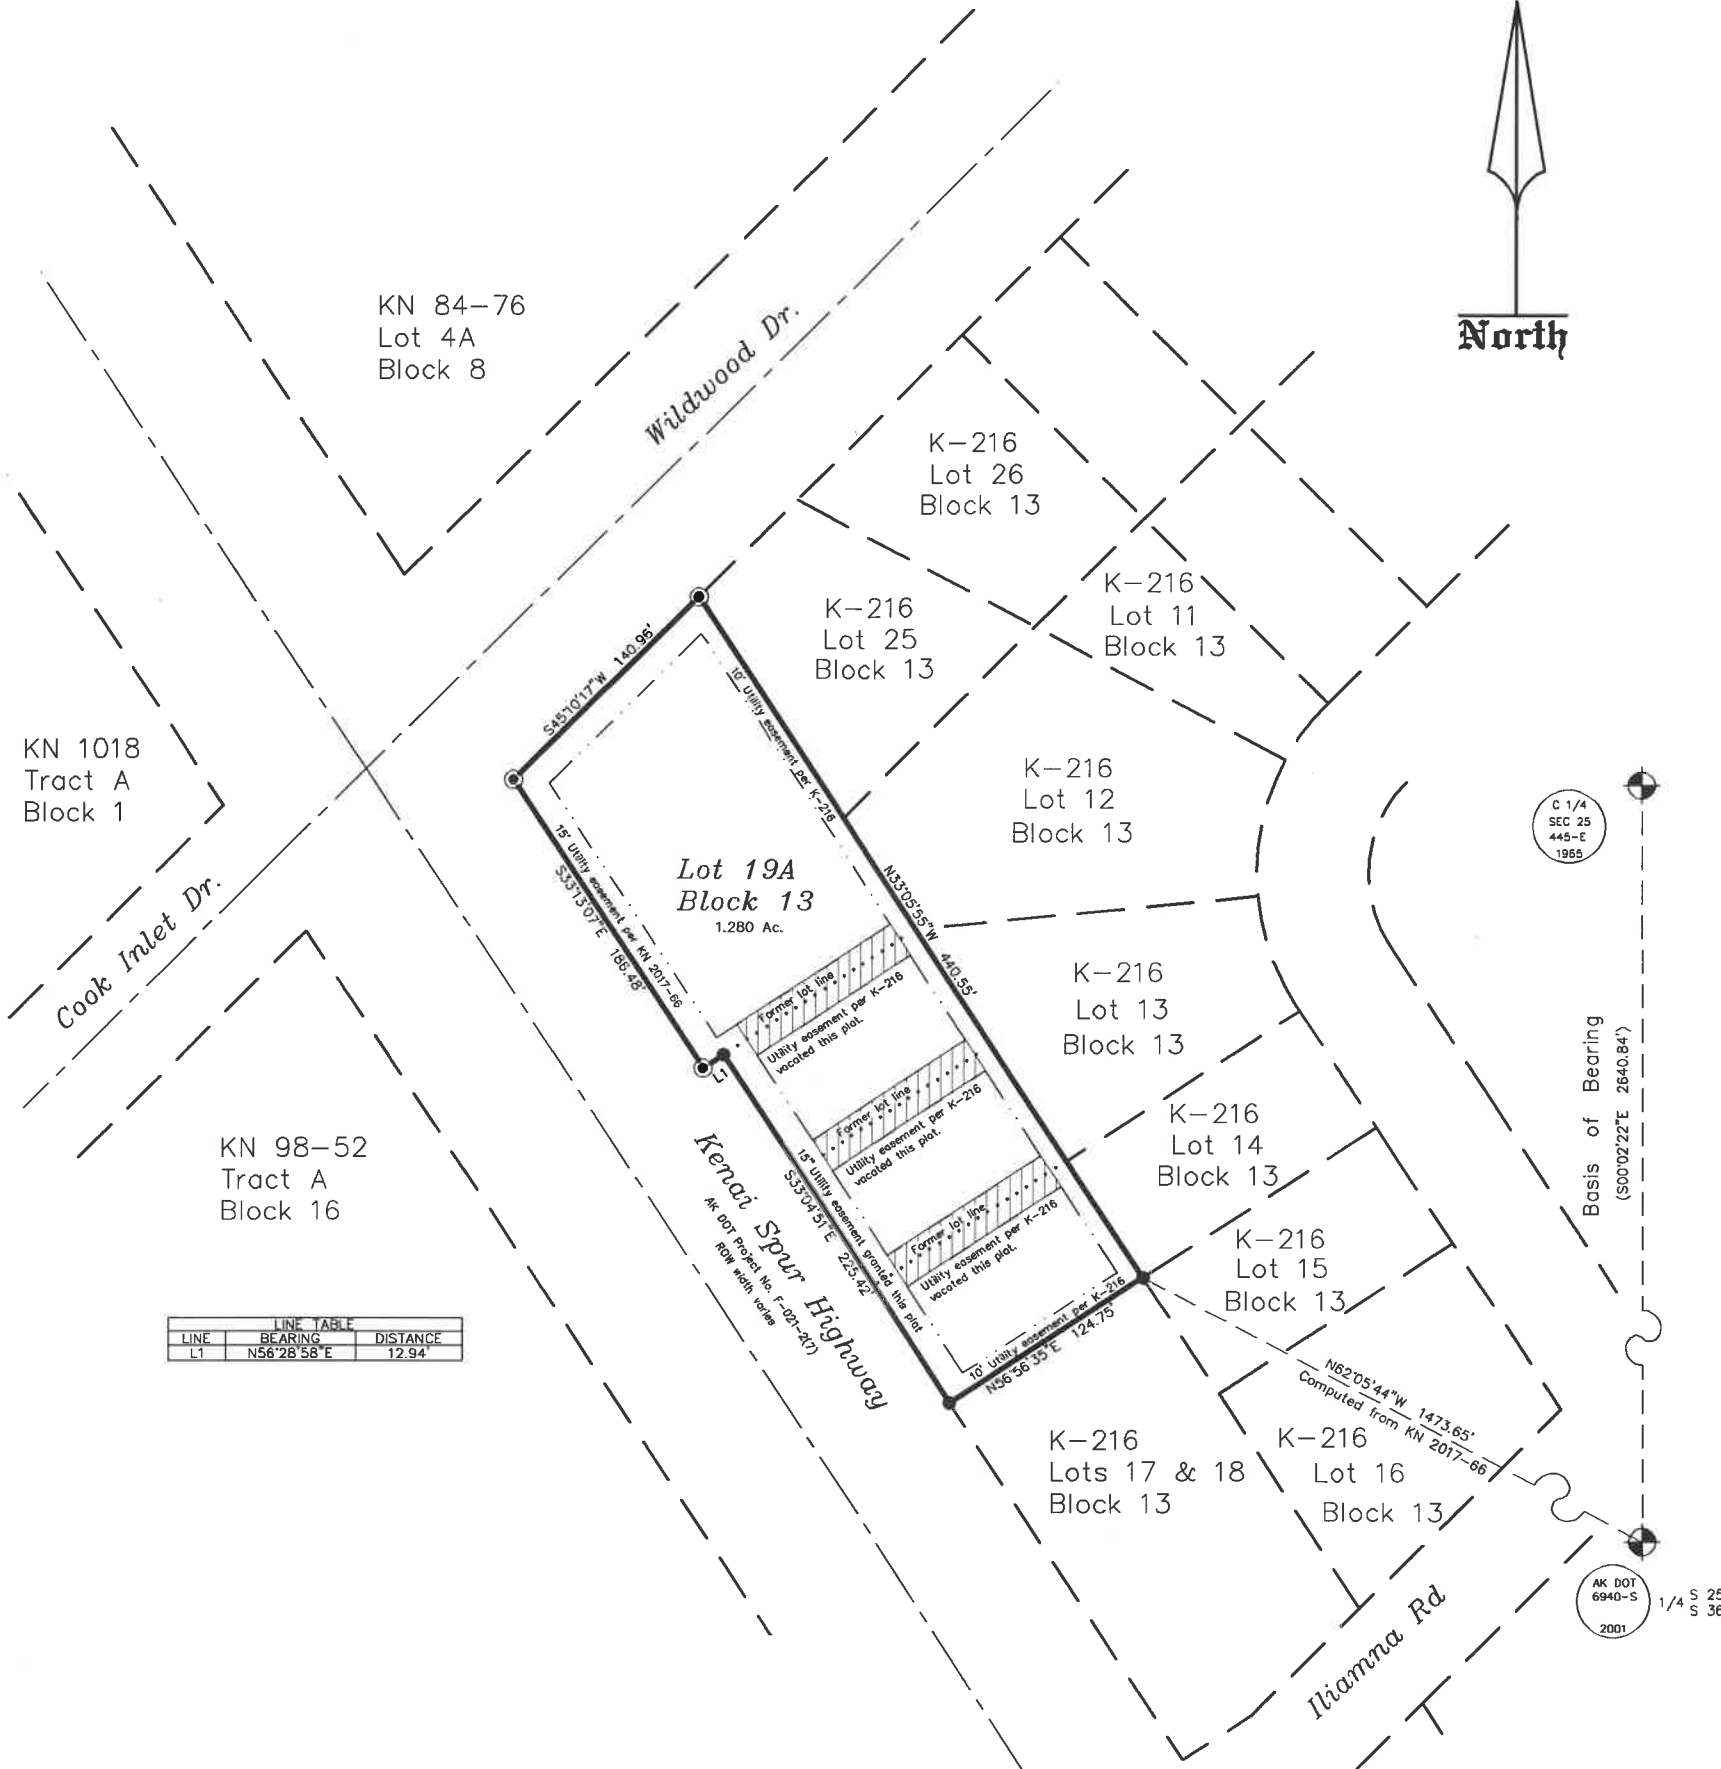 North
KN 84-76
Lot 4A
Block 8
Wildwood Dr.
K-216
Lot 26
Block 13
K-216
Lot 11
Block 13
K-216
Lot 25
Block 13
S45°10'17"W 140.96'
10' Utility easement per K-216
KN 1018
Tract A
Block 1
K-216
Lot 12
Block 13
C 1/4
SEC 25
445-E
1965
15' Utility easement per KN 2017-66
S33°13'07"E 186.48'
Lot 19A
Block 13
1.280 Ac.
N33°05'55"W 440.55'
Cook Inlet Dr.
K-216
Lot 13
Block 13
Former lot line
Utility easement per K-216
vacated this plat.
L1
Basis of Bearing
(S00°02'22"E 2640.84')
Former lot line
Utility easement per K-216
vacated this plat.
K-216
Lot 14
Block 13
KN 98-52
Tract A
Block 16
Kenai Spur Highway
AK DOT Project No. F-021-2(7)
ROW width varies
15' Utility easement granted this plat
S33°04'51"E 225.42'
Former lot line
Utility easement per K-216
vacated this plat.
K-216
Lot 15
Block 13
10' Utility easement per K-216
N56°56'35"E 124.75'
LINE TABLE
LINE BEARING DISTANCE
L1 N56°28'58"E 12.94'
N62°05'44"W 1473.65'
Computed from KN 2017-66
K-216
Lots 17 & 18
Block 13
K-216
Lot 16
Block 13
Iliamna Rd
AK DOT
6940-S
2001
1/4 S 25
S 36